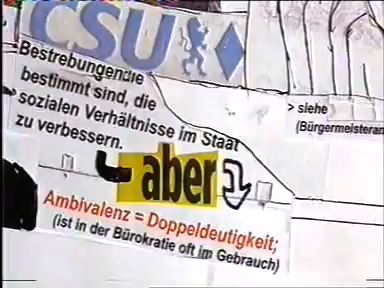 CSU
Bestrebungen die
bestimmt sind, die
sozialen Verhältnisse im Staat
zu verbessern.
> siehe
(Bürgermeisteram
aber
Ambivalenz = Doppeldeutigkeit;
(ist in der Bürokratie oft im Gebrauch)